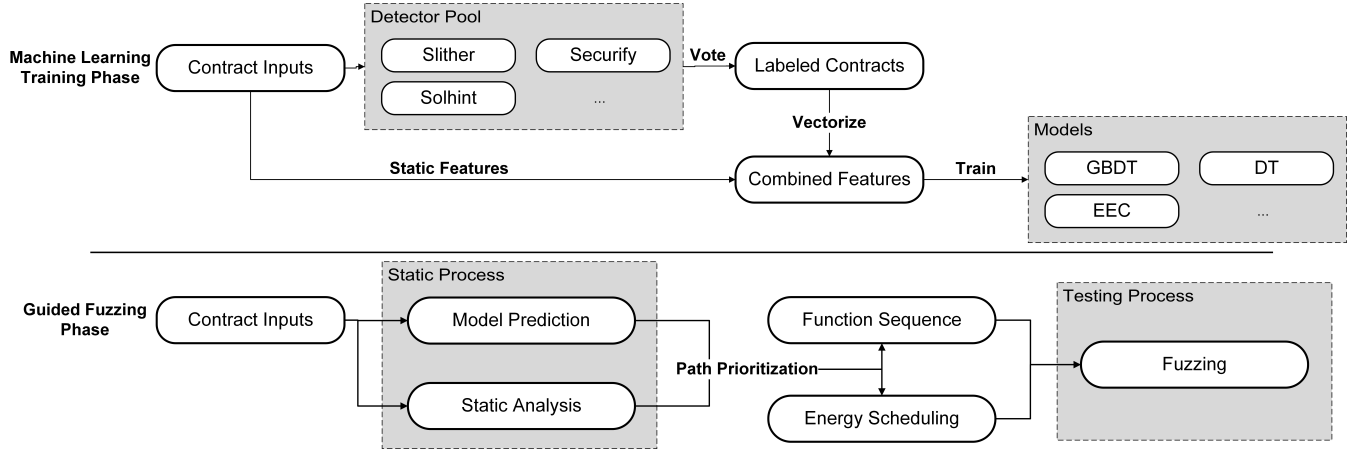 Machine Learning
Training Phase
Contract Inputs
Detector Pool
Slither
Securify
Solhint
...
Vote
Labeled Contracts
Vectorize
Static Features
Combined Features
Train
Models
GBDT
DT
EEC
...
Guided Fuzzing
Phase
Contract Inputs
Static Process
Model Prediction
Static Analysis
Path Prioritization
Function Sequence
Energy Scheduling
Testing Process
Fuzzing